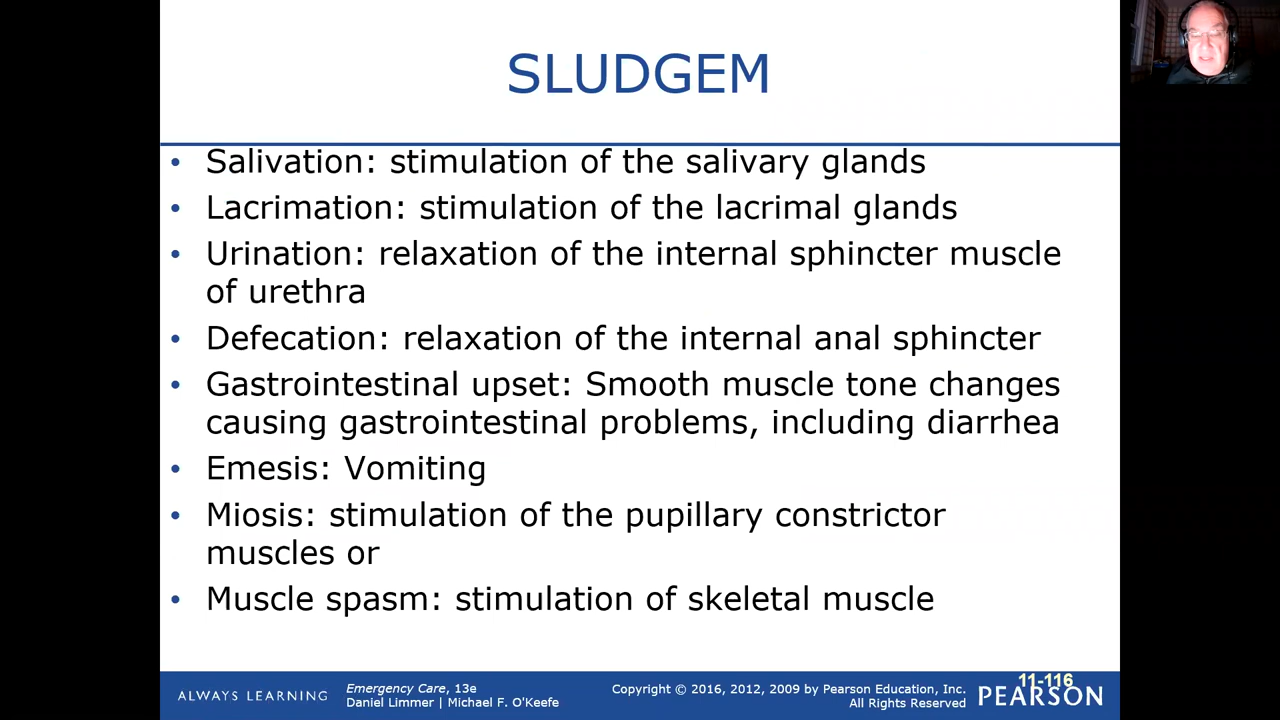 SLUDGEM
• Salivation: stimulation of the salivary glands
• Lacrimation: stimulation of the lacrimal glands
• Urination: relaxation of the internal sphincter muscle
of urethra
• Defecation: relaxation of the internal anal sphincter
• Gastrointestinal upset: Smooth muscle tone changes
causing gastrointestinal problems, including diarrhea
• Emesis: Vomiting
• Miosis: stimulation of the pupillary constrictor
muscles or
• Muscle spasm: stimulation of skeletal muscle
ALWAYS LEARNING
Emergency Care, 13e
Daniel Limmer | Michael F. O'Keefe
Copyright © 2016, 2012, 2009 by Pearson Education, Inc.
All Rights Reserved
11-116
PEARSON